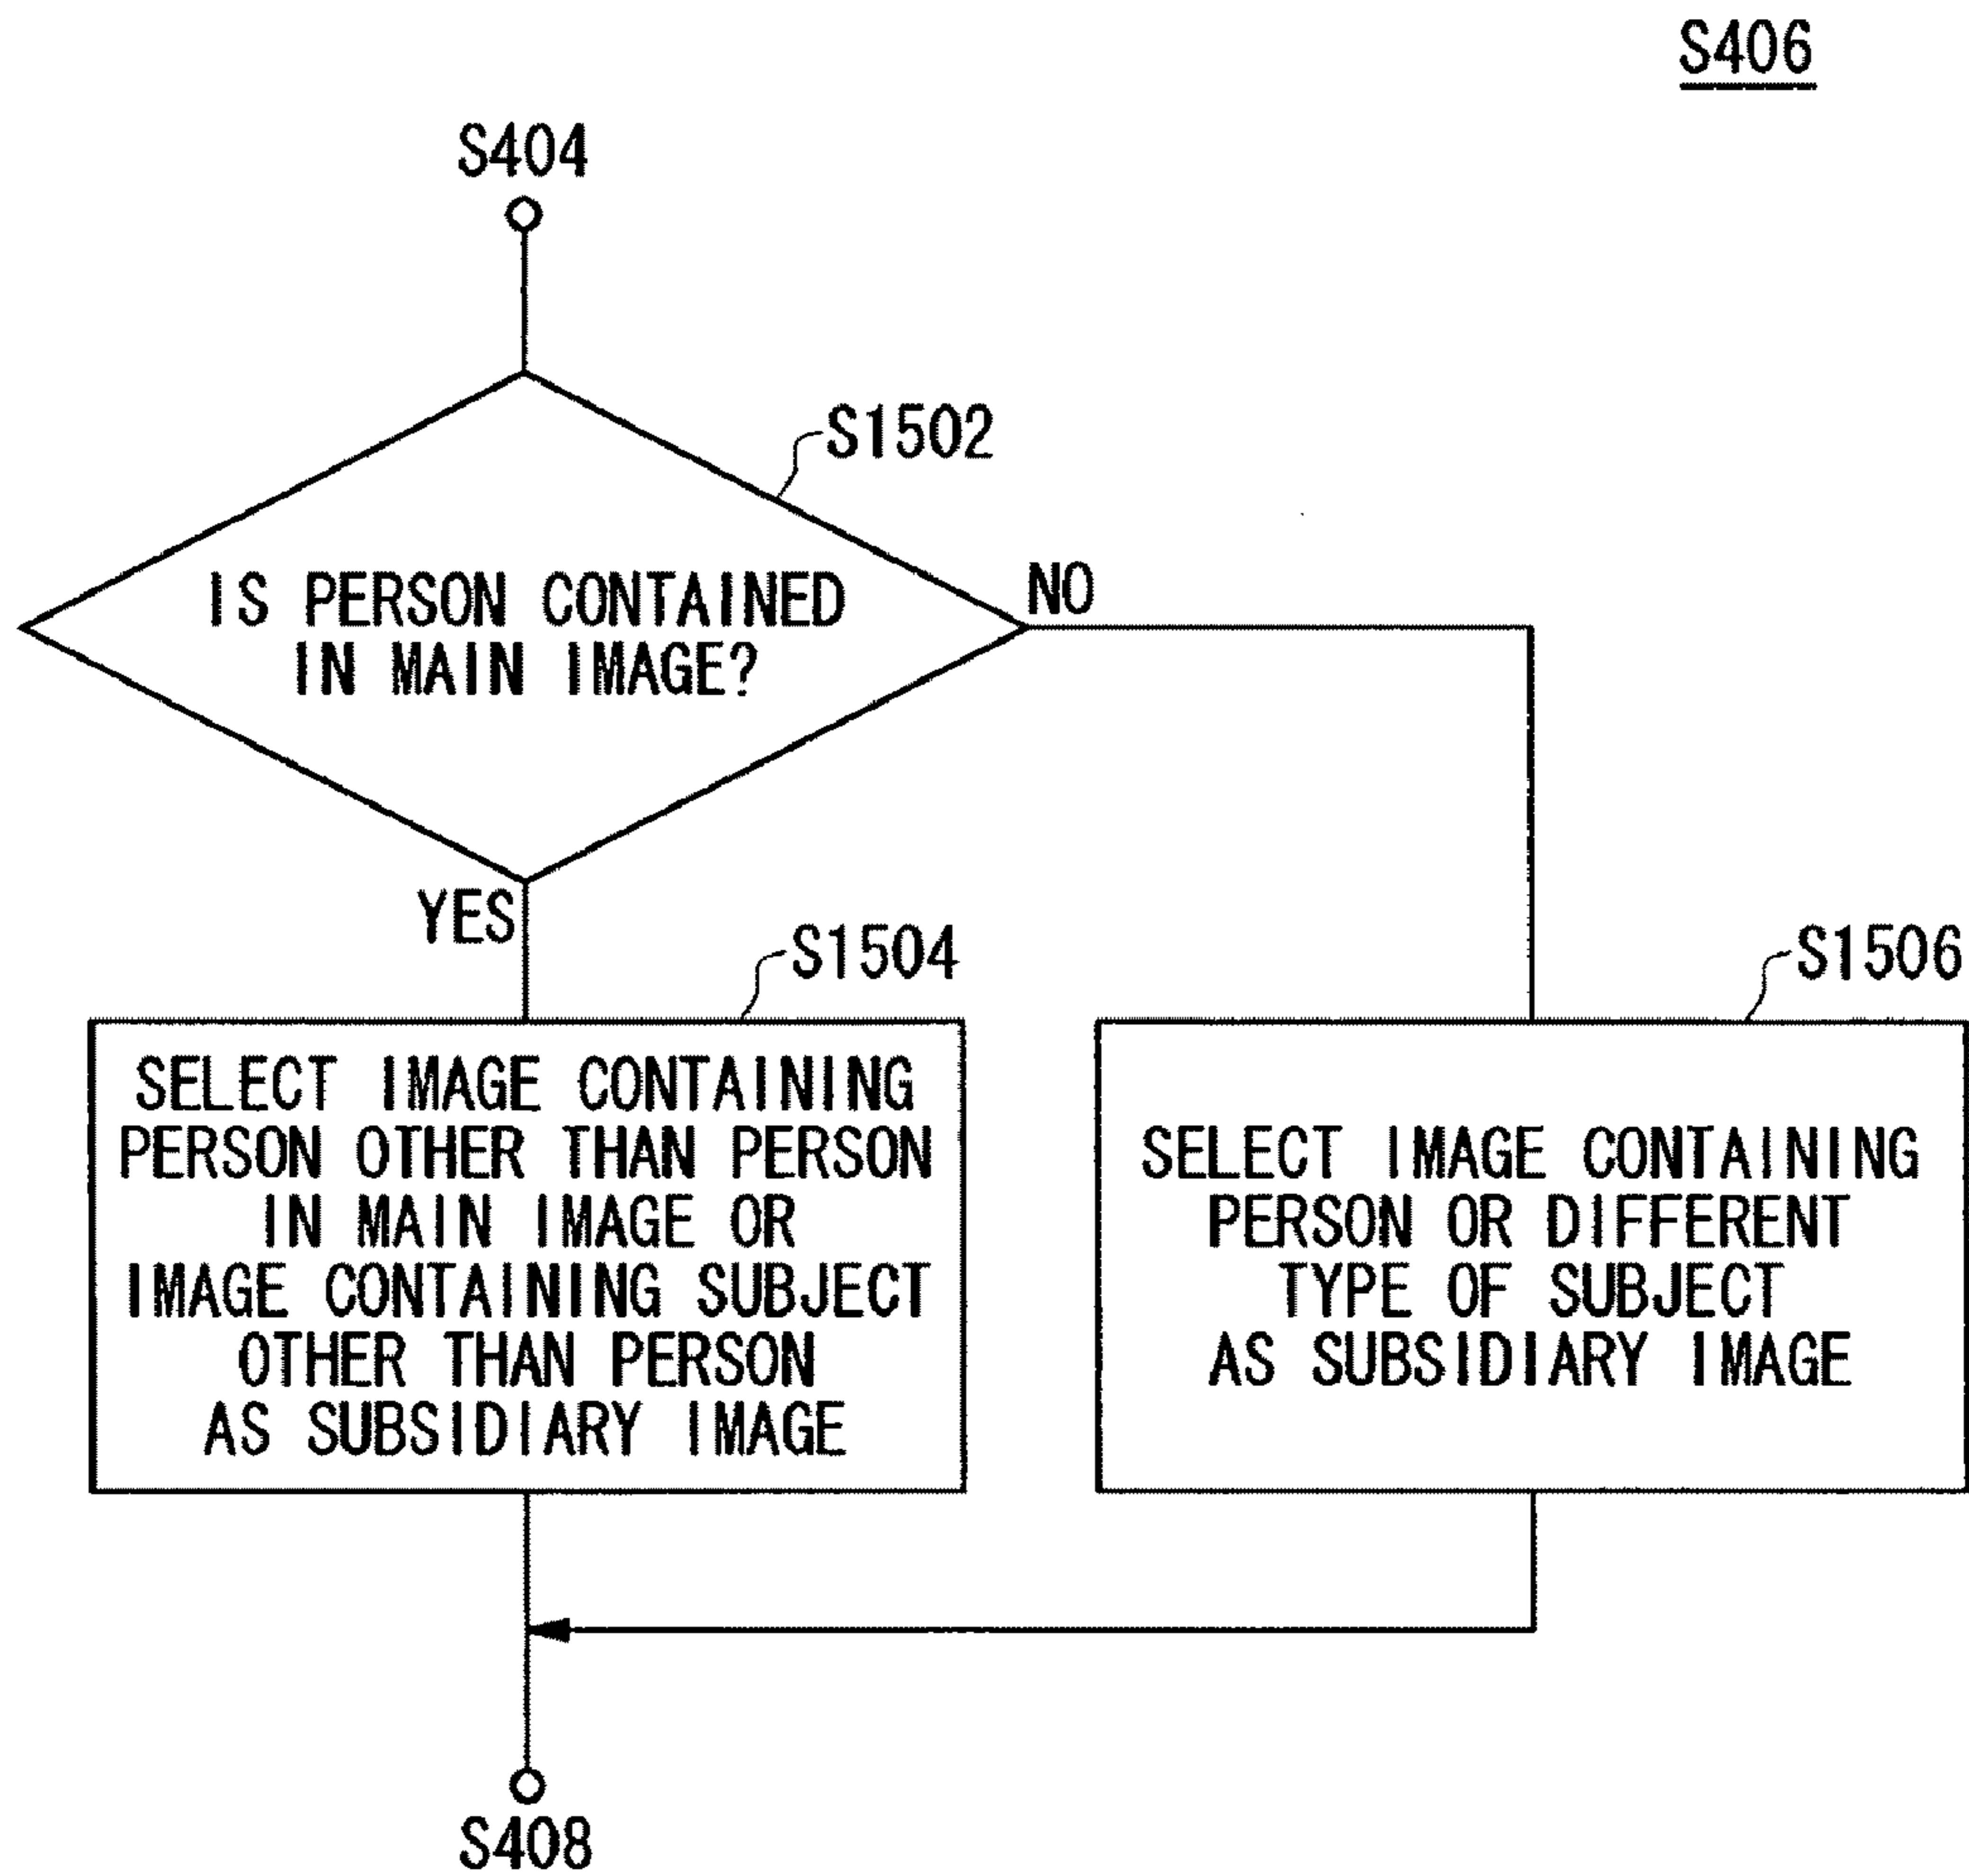 S406
S404
S1502
IS PERSON CONTAINED
IN MAIN IMAGE?
NO
YES
S1504
SELECT IMAGE CONTAINING
PERSON OTHER THAN PERSON
IN MAIN IMAGE OR
IMAGE CONTAINING SUBJECT
OTHER THAN PERSON
AS SUBSIDIARY IMAGE
S1506
SELECT IMAGE CONTAINING
PERSON OR DIFFERENT
TYPE OF SUBJECT
AS SUBSIDIARY IMAGE
S408